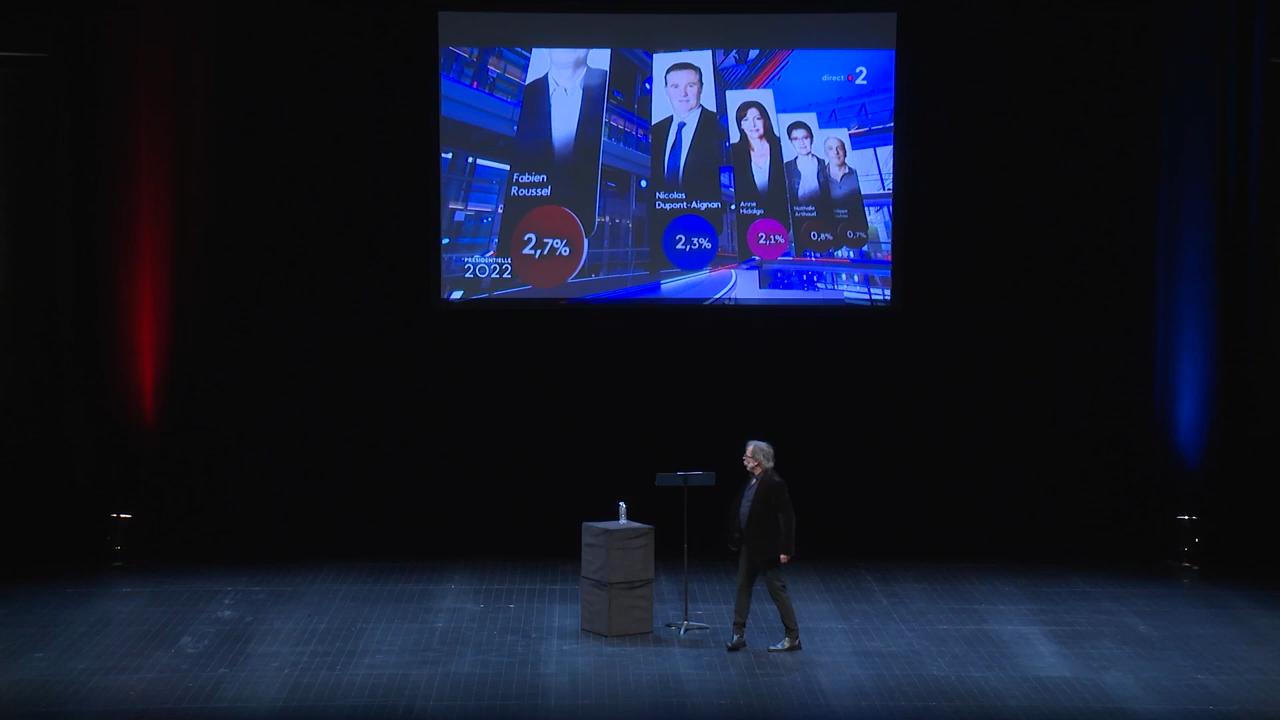 direct 2
Fabien
Roussel
2,7%
Nicolas
Dupont-Aignan
2,3%
Anne
Hidalgo
2,1%
Nathalie
Arthaud
0,8%
0,7%
PRÉSIDENTIELLE
2022